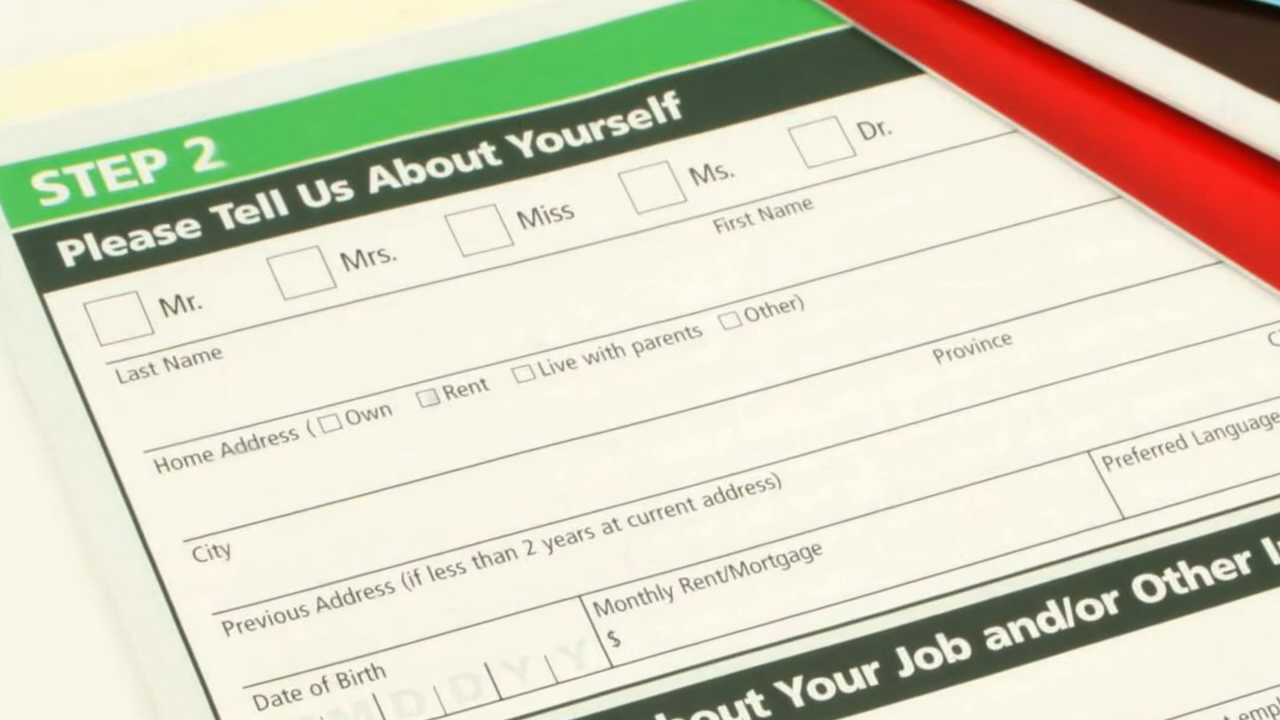 STEP 2
Please Tell Us About Yourself
Mr. Mrs. Miss Ms. Dr.
Last Name First Name
Home Address ( Own Rent Live with parents Other)
City Province
Previous Address (if less than 2 years at current address)
Date of Birth Monthly Rent/Mortgage Preferred Language
$
M D D Y Y
Your Job and/or Other